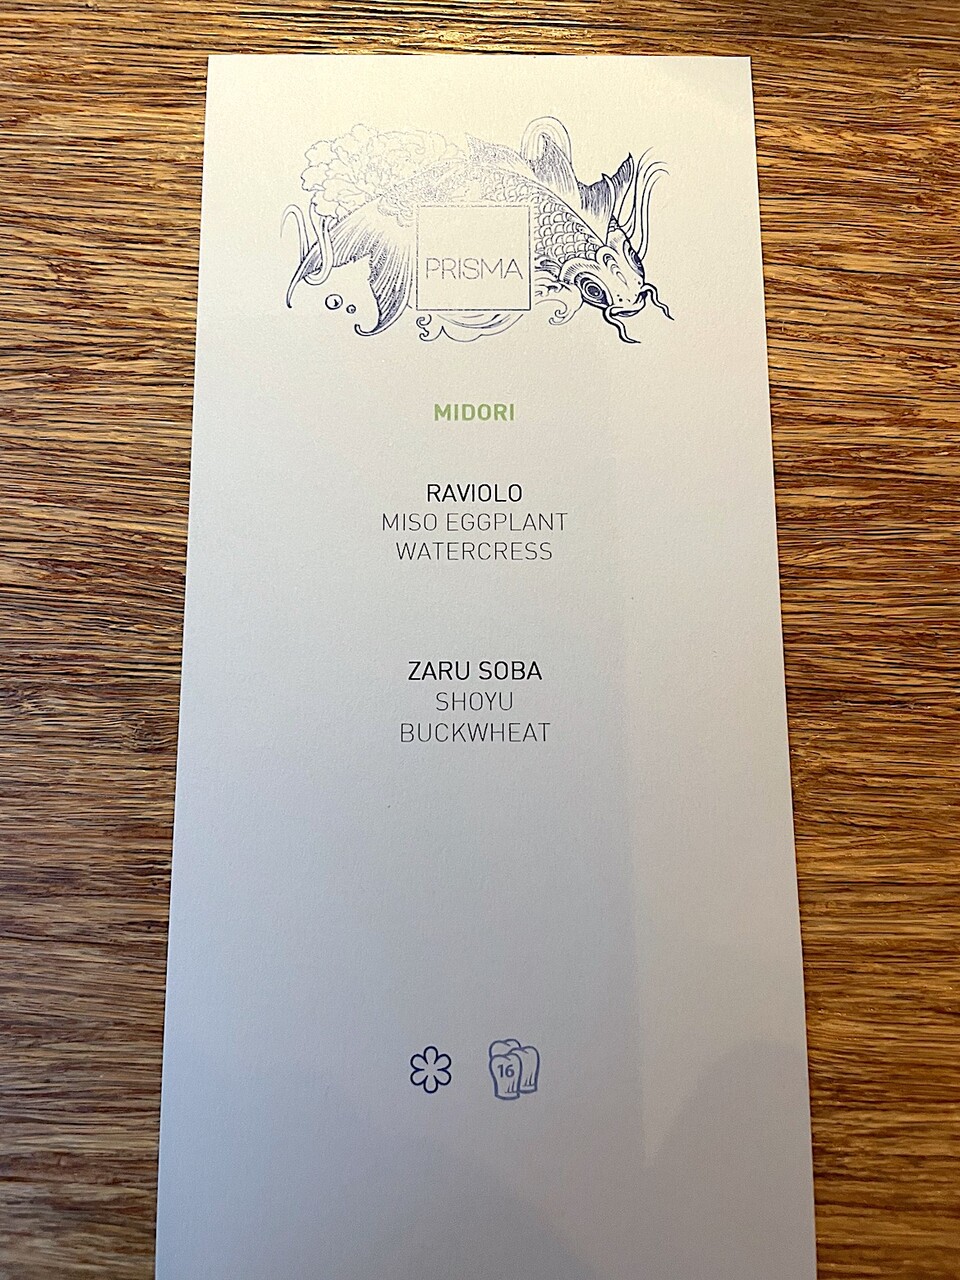 PRISMA
MIDORI
RAVIOLO
MISO EGGPLANT
WATERCRESS
ZARU SOBA
SHOYU
BUCKWHEAT
16